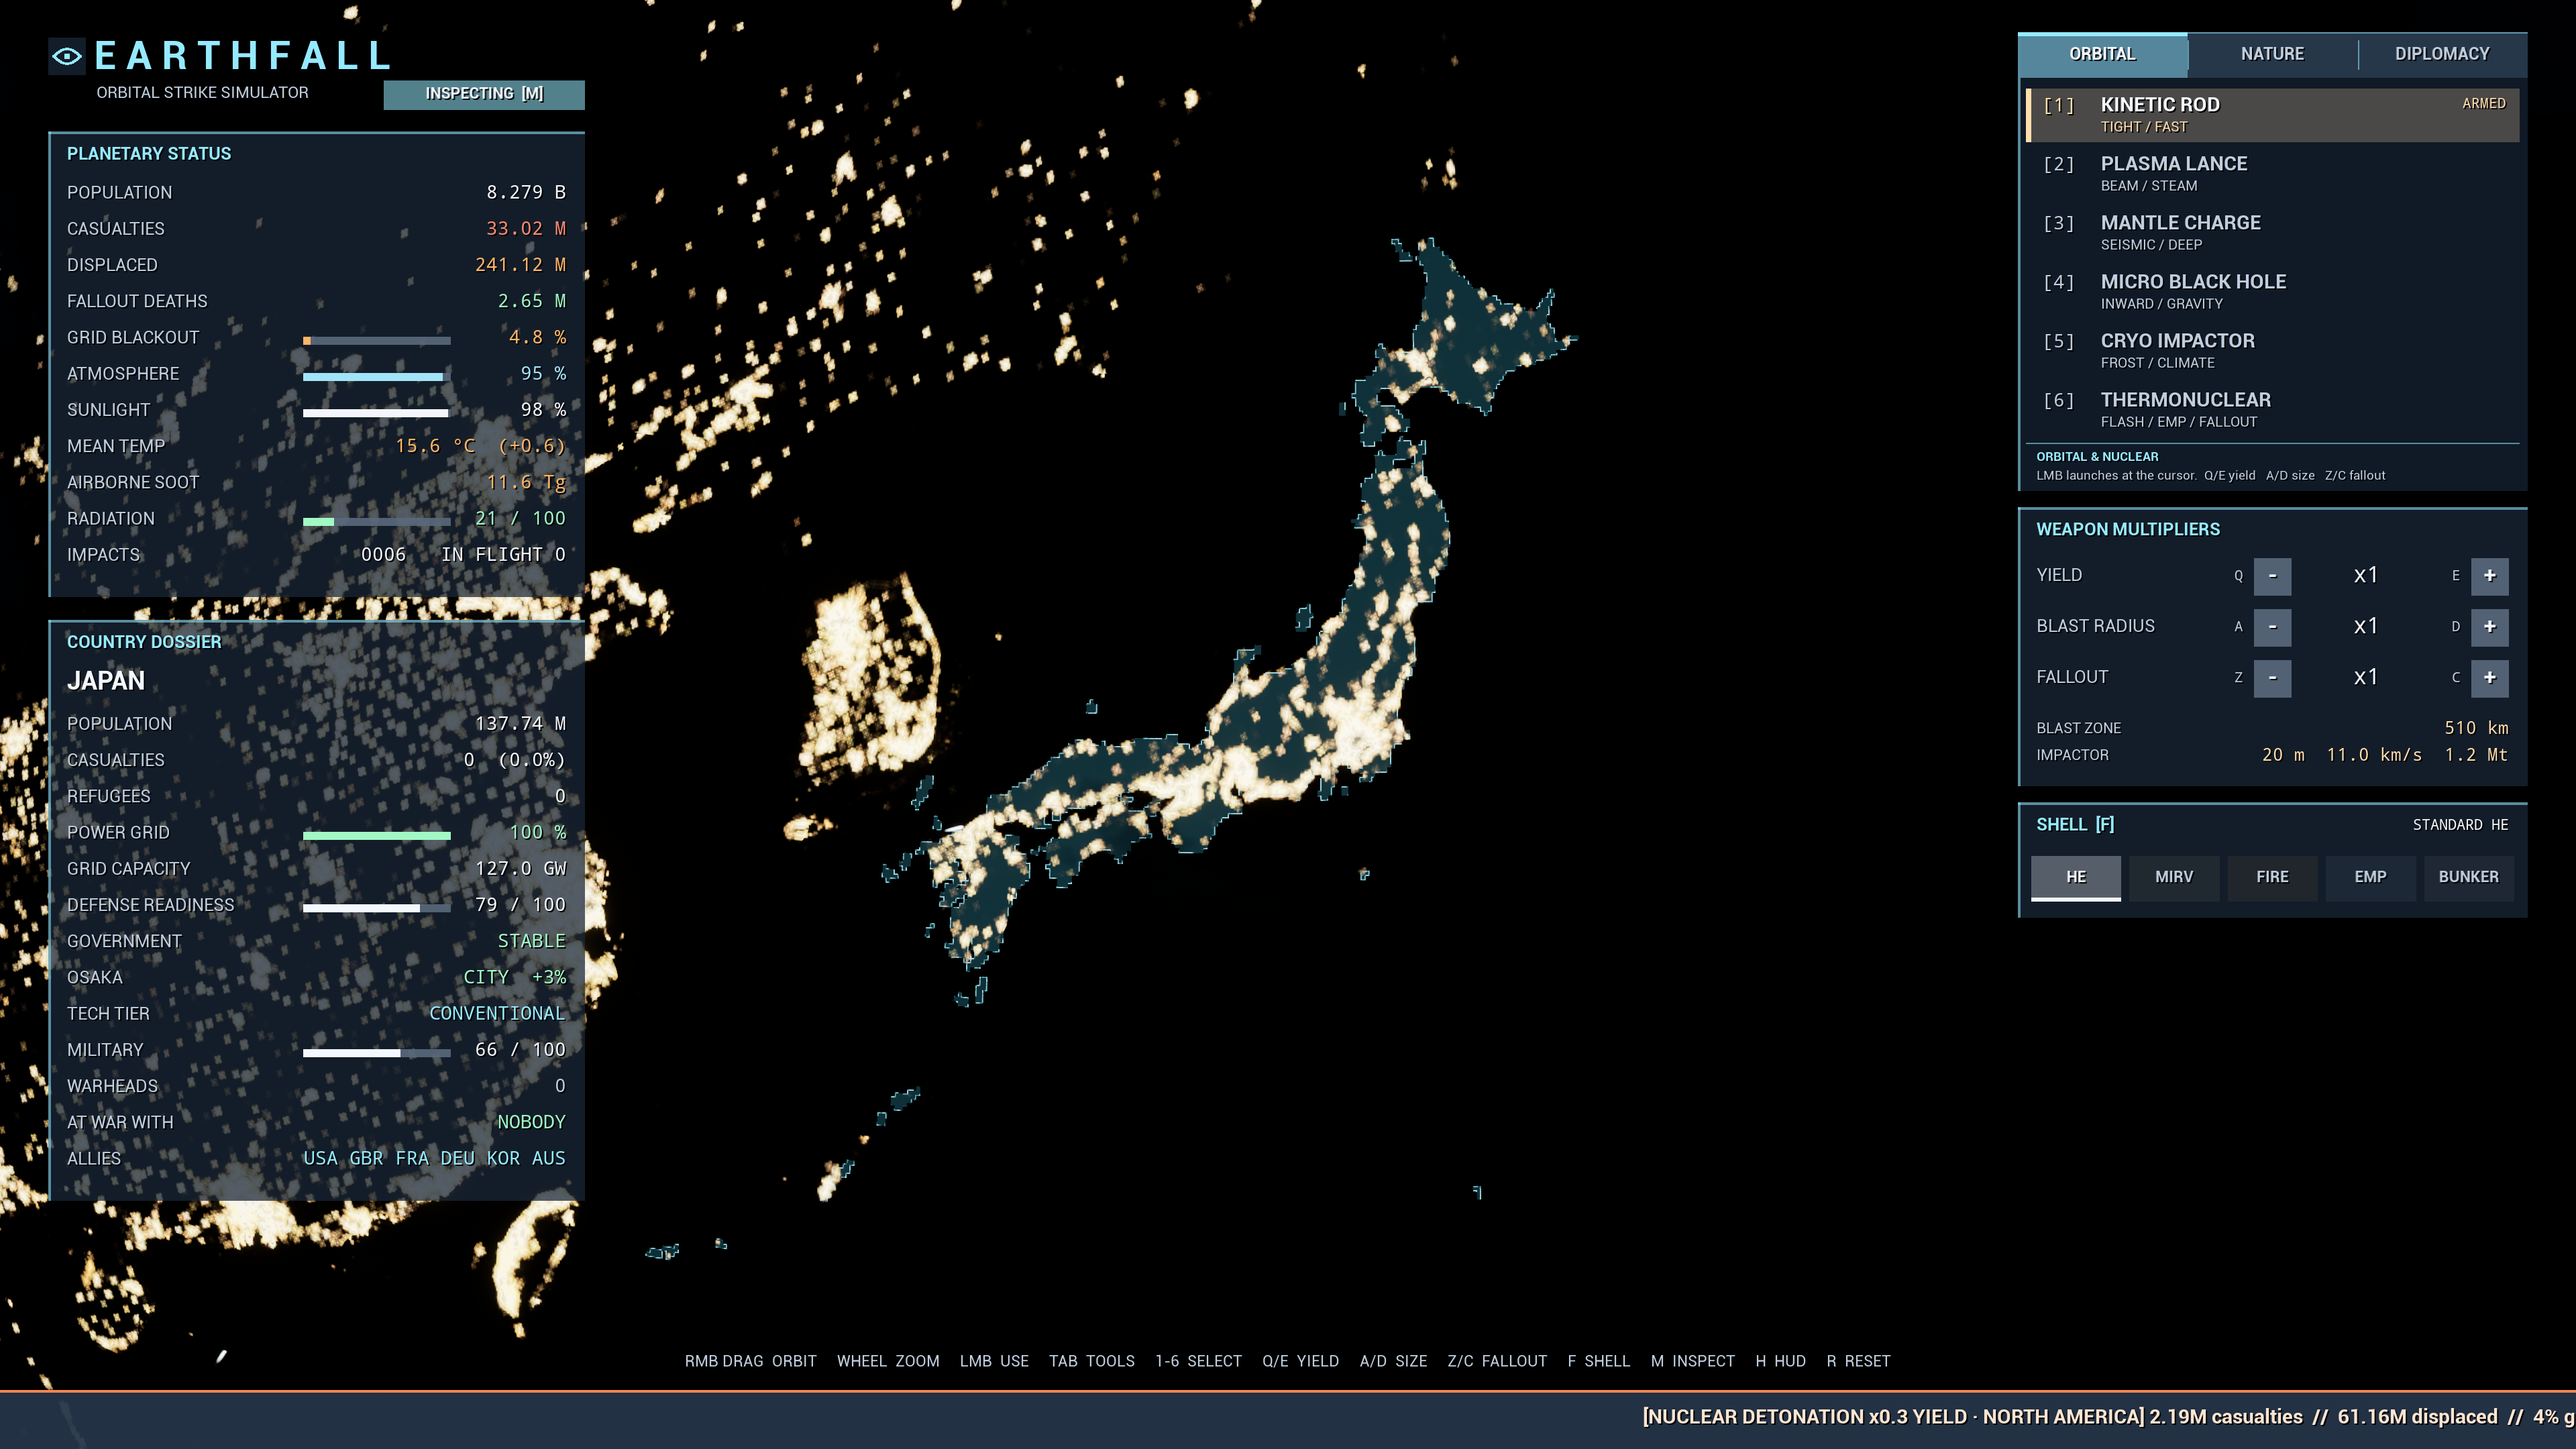 EARTHFALL
ORBITAL STRIKE SIMULATOR
INSPECTING [M]
PLANETARY STATUS
POPULATION 8.279 B
CASUALTIES 33.02 M
DISPLACED 241.12 M
FALLOUT DEATHS 2.65 M
GRID BLACKOUT 4.8 %
ATMOSPHERE 95 %
SUNLIGHT 98 %
MEAN TEMP 15.6 °C (+0.6)
AIRBORNE SOOT 11.6 Tg
RADIATION 21 / 100
IMPACTS 0006 IN FLIGHT 0
COUNTRY DOSSIER
JAPAN
POPULATION 137.74 M
CASUALTIES 0 (0.0%)
REFUGEES 0
POWER GRID 100 %
GRID CAPACITY 127.0 GW
DEFENSE READINESS 79 / 100
GOVERNMENT STABLE
OSAKA CITY +3%
TECH TIER CONVENTIONAL
MILITARY 66 / 100
WARHEADS 0
AT WAR WITH NOBODY
ALLIES USA GBR FRA DEU KOR AUS
ORBITAL NATURE DIPLOMACY
[1] KINETIC ROD ARMED
TIGHT / FAST
[2] PLASMA LANCE
BEAM / STEAM
[3] MANTLE CHARGE
SEISMIC / DEEP
[4] MICRO BLACK HOLE
INWARD / GRAVITY
[5] CRYO IMPACTOR
FROST / CLIMATE
[6] THERMONUCLEAR
FLASH / EMP / FALLOUT
ORBITAL & NUCLEAR
LMB launches at the cursor. Q/E yield A/D size Z/C fallout
WEAPON MULTIPLIERS
YIELD Q - x1 E +
BLAST RADIUS A - x1 D +
FALLOUT Z - x1 C +
BLAST ZONE 510 km
IMPACTOR 20 m 11.0 km/s 1.2 Mt
SHELL [F] STANDARD HE
HE MIRV FIRE EMP BUNKER
RMB DRAG ORBIT WHEEL ZOOM LMB USE TAB TOOLS 1-6 SELECT Q/E YIELD A/D SIZE Z/C FALLOUT F SHELL M INSPECT H HUD R RESET
[NUCLEAR DETONATION x0.3 YIELD · NORTH AMERICA] 2.19M casualties // 61.16M displaced // 4% g